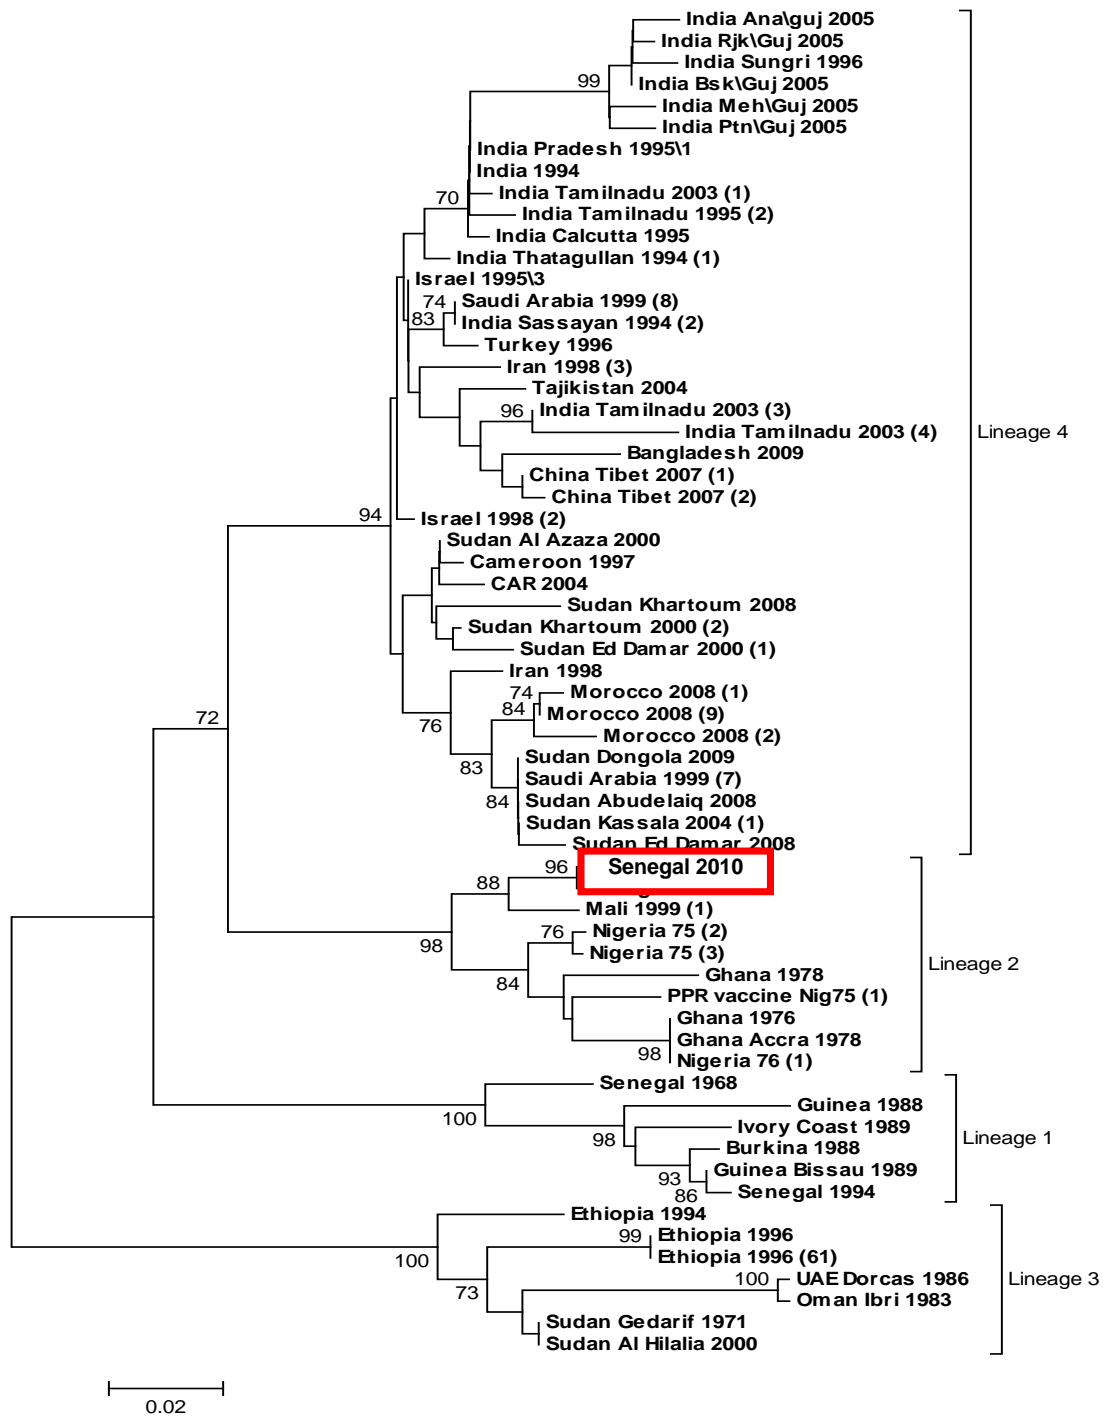 India Ana\guj 2005
India Rjk\Guj 2005
India Sungri 1996
99
India Bsk\Guj 2005
India Meh\Guj 2005
India Ptn\Guj 2005
India Pradesh 1995\1
India 1994
70
India Tamilnadu 2003 (1)
India Tamilnadu 1995 (2)
India Calcutta 1995
India Thatagullan 1994 (1)
Israel 1995\3
74
Saudi Arabia 1999 (8)
83
India Sassayan 1994 (2)
Turkey 1996
Iran 1998 (3)
Tajikistan 2004
96
India Tamilnadu 2003 (3)
India Tamilnadu 2003 (4)
Lineage 4
Bangladesh 2009
China Tibet 2007 (1)
China Tibet 2007 (2)
94
Israel 1998 (2)
Sudan Al Azaza 2000
Cameroon 1997
CAR 2004
Sudan Khartoum 2008
Sudan Khartoum 2000 (2)
Sudan Ed Damar 2000 (1)
Iran 1998
74
Morocco 2008 (1)
84
Morocco 2008 (9)
72
76
Morocco 2008 (2)
Sudan Dongola 2009
83
Saudi Arabia 1999 (7)
84
Sudan Abudelaiq 2008
Sudan Kassala 2004 (1)
Sudan Ed Damar 2008
96
Senegal 2010
88
Mali 1999 (1)
98
76
Nigeria 75 (2)
Nigeria 75 (3)
Lineage 2
84
Ghana 1978
PPR vaccine Nig75 (1)
Ghana 1976
Ghana Accra 1978
98
Nigeria 76 (1)
Senegal 1968
100
Guinea 1988
98
Ivory Coast 1989
Lineage 1
Burkina 1988
93
Guinea Bissau 1989
86
Senegal 1994
Ethiopia 1994
99
Ethiopia 1996
100
Ethiopia 1996 (61)
73
100
UAE Dorcas 1986
Lineage 3
Oman Ibri 1983
Sudan Gedarif 1971
Sudan Al Hilalia 2000
0.02